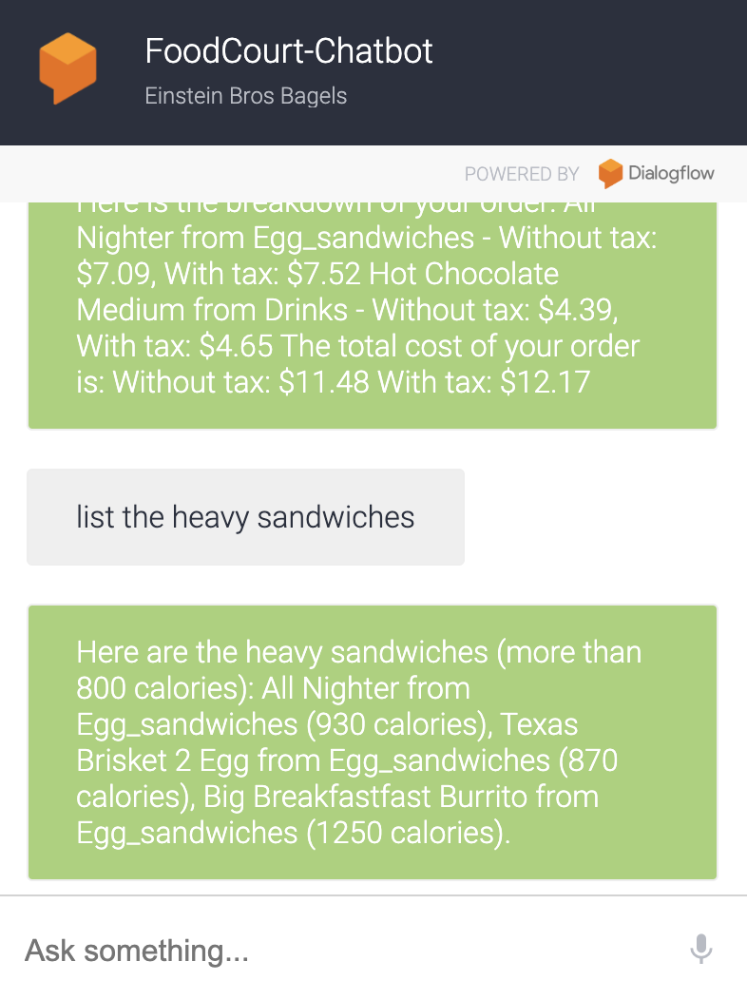 FoodCourt-Chatbot
Einstein Bros Bagels
POWERED BY Dialogflow
Here is the breakdown of your order: All
Nighter from Egg_sandwiches - Without tax:
$7.09, With tax: $7.52 Hot Chocolate
Medium from Drinks - Without tax: $4.39,
With tax: $4.65 The total cost of your order
is: Without tax: $11.48 With tax: $12.17
list the heavy sandwiches
Here are the heavy sandwiches (more than
800 calories): All Nighter from
Egg_sandwiches (930 calories), Texas
Brisket 2 Egg from Egg_sandwiches (870
calories), Big Breakfastfast Burrito from
Egg_sandwiches (1250 calories).
Ask something...